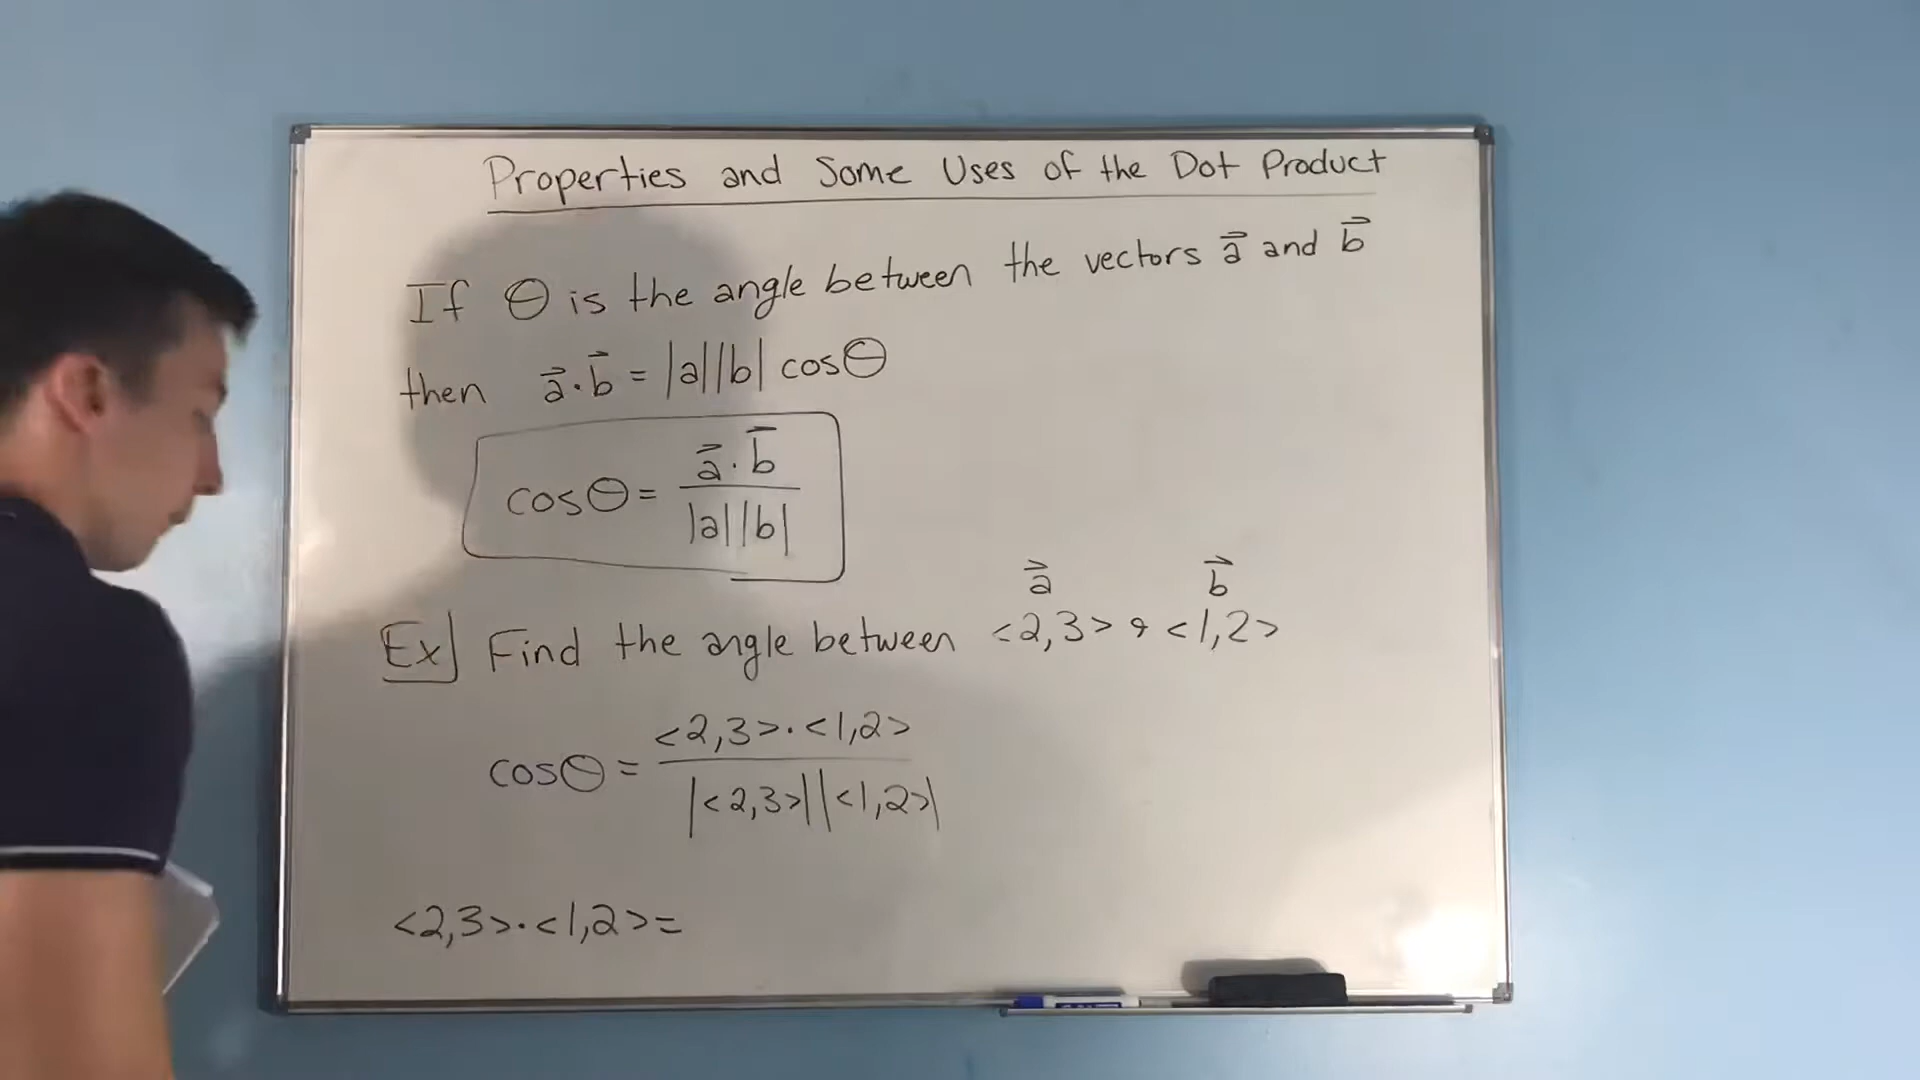 Properties and Some Uses of the Dot Product
If θ is the angle between the vectors a⃗ and b⃗
then a⃗·b⃗ = |a||b| cosθ
cosθ = a⃗·b⃗ / |a||b|
a⃗ b⃗
Ex] Find the angle between <2,3> & <1,2>
cosθ = <2,3>·<1,2> / |<2,3>||<1,2>|
<2,3>·<1,2> =